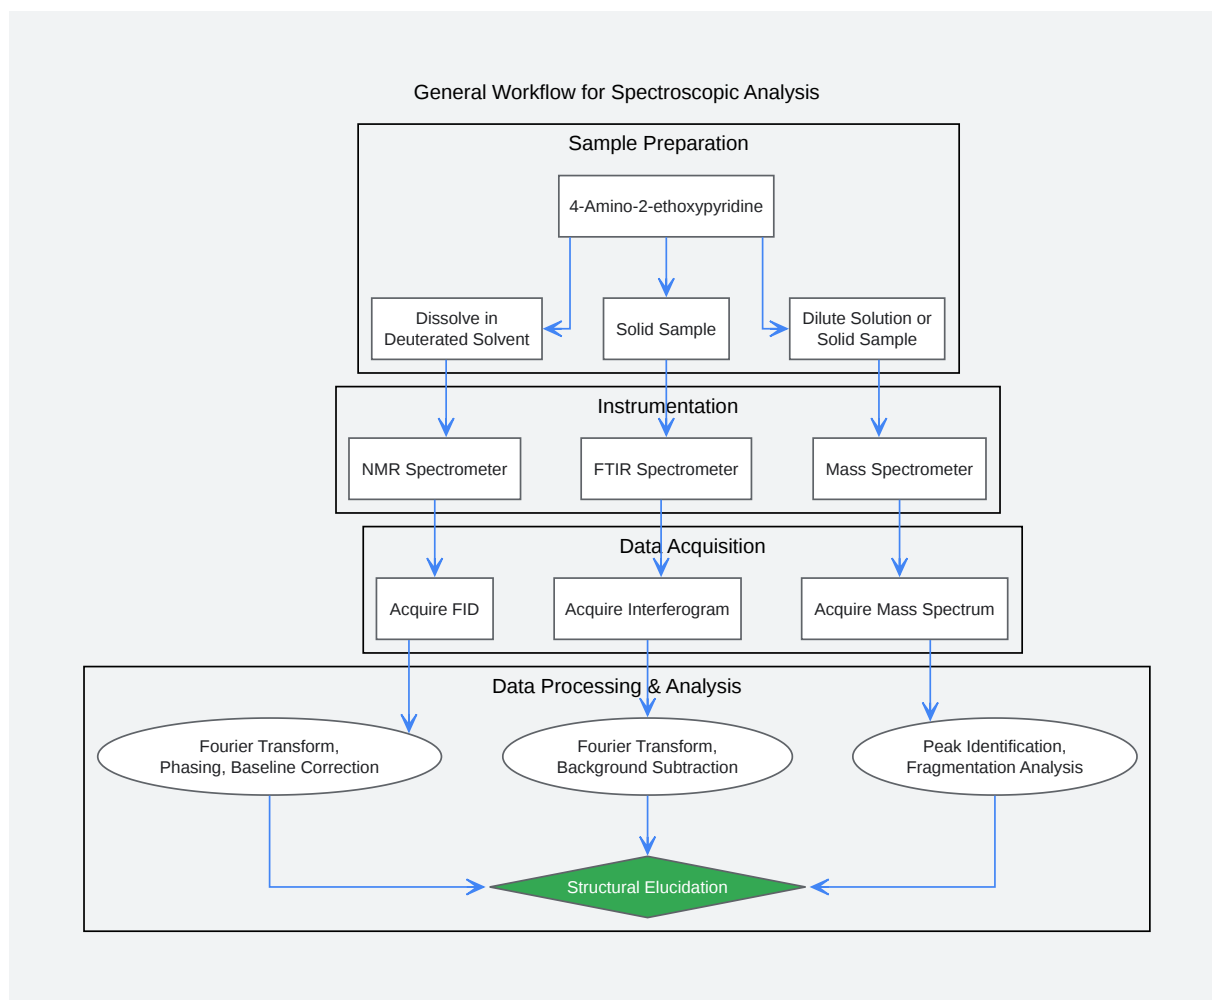 General Workflow for Spectroscopic Analysis
Sample Preparation
4-Amino-2-ethoxypyridine
Dissolve in
Deuterated Solvent
Solid Sample
Dilute Solution or
Solid Sample
Instrumentation
NMR Spectrometer
FTIR Spectrometer
Mass Spectrometer
Data Acquisition
Acquire FID
Acquire Interferogram
Acquire Mass Spectrum
Data Processing & Analysis
Fourier Transform,
Phasing, Baseline Correction
Fourier Transform,
Background Subtraction
Peak Identification,
Fragmentation Analysis
Structural Elucidation